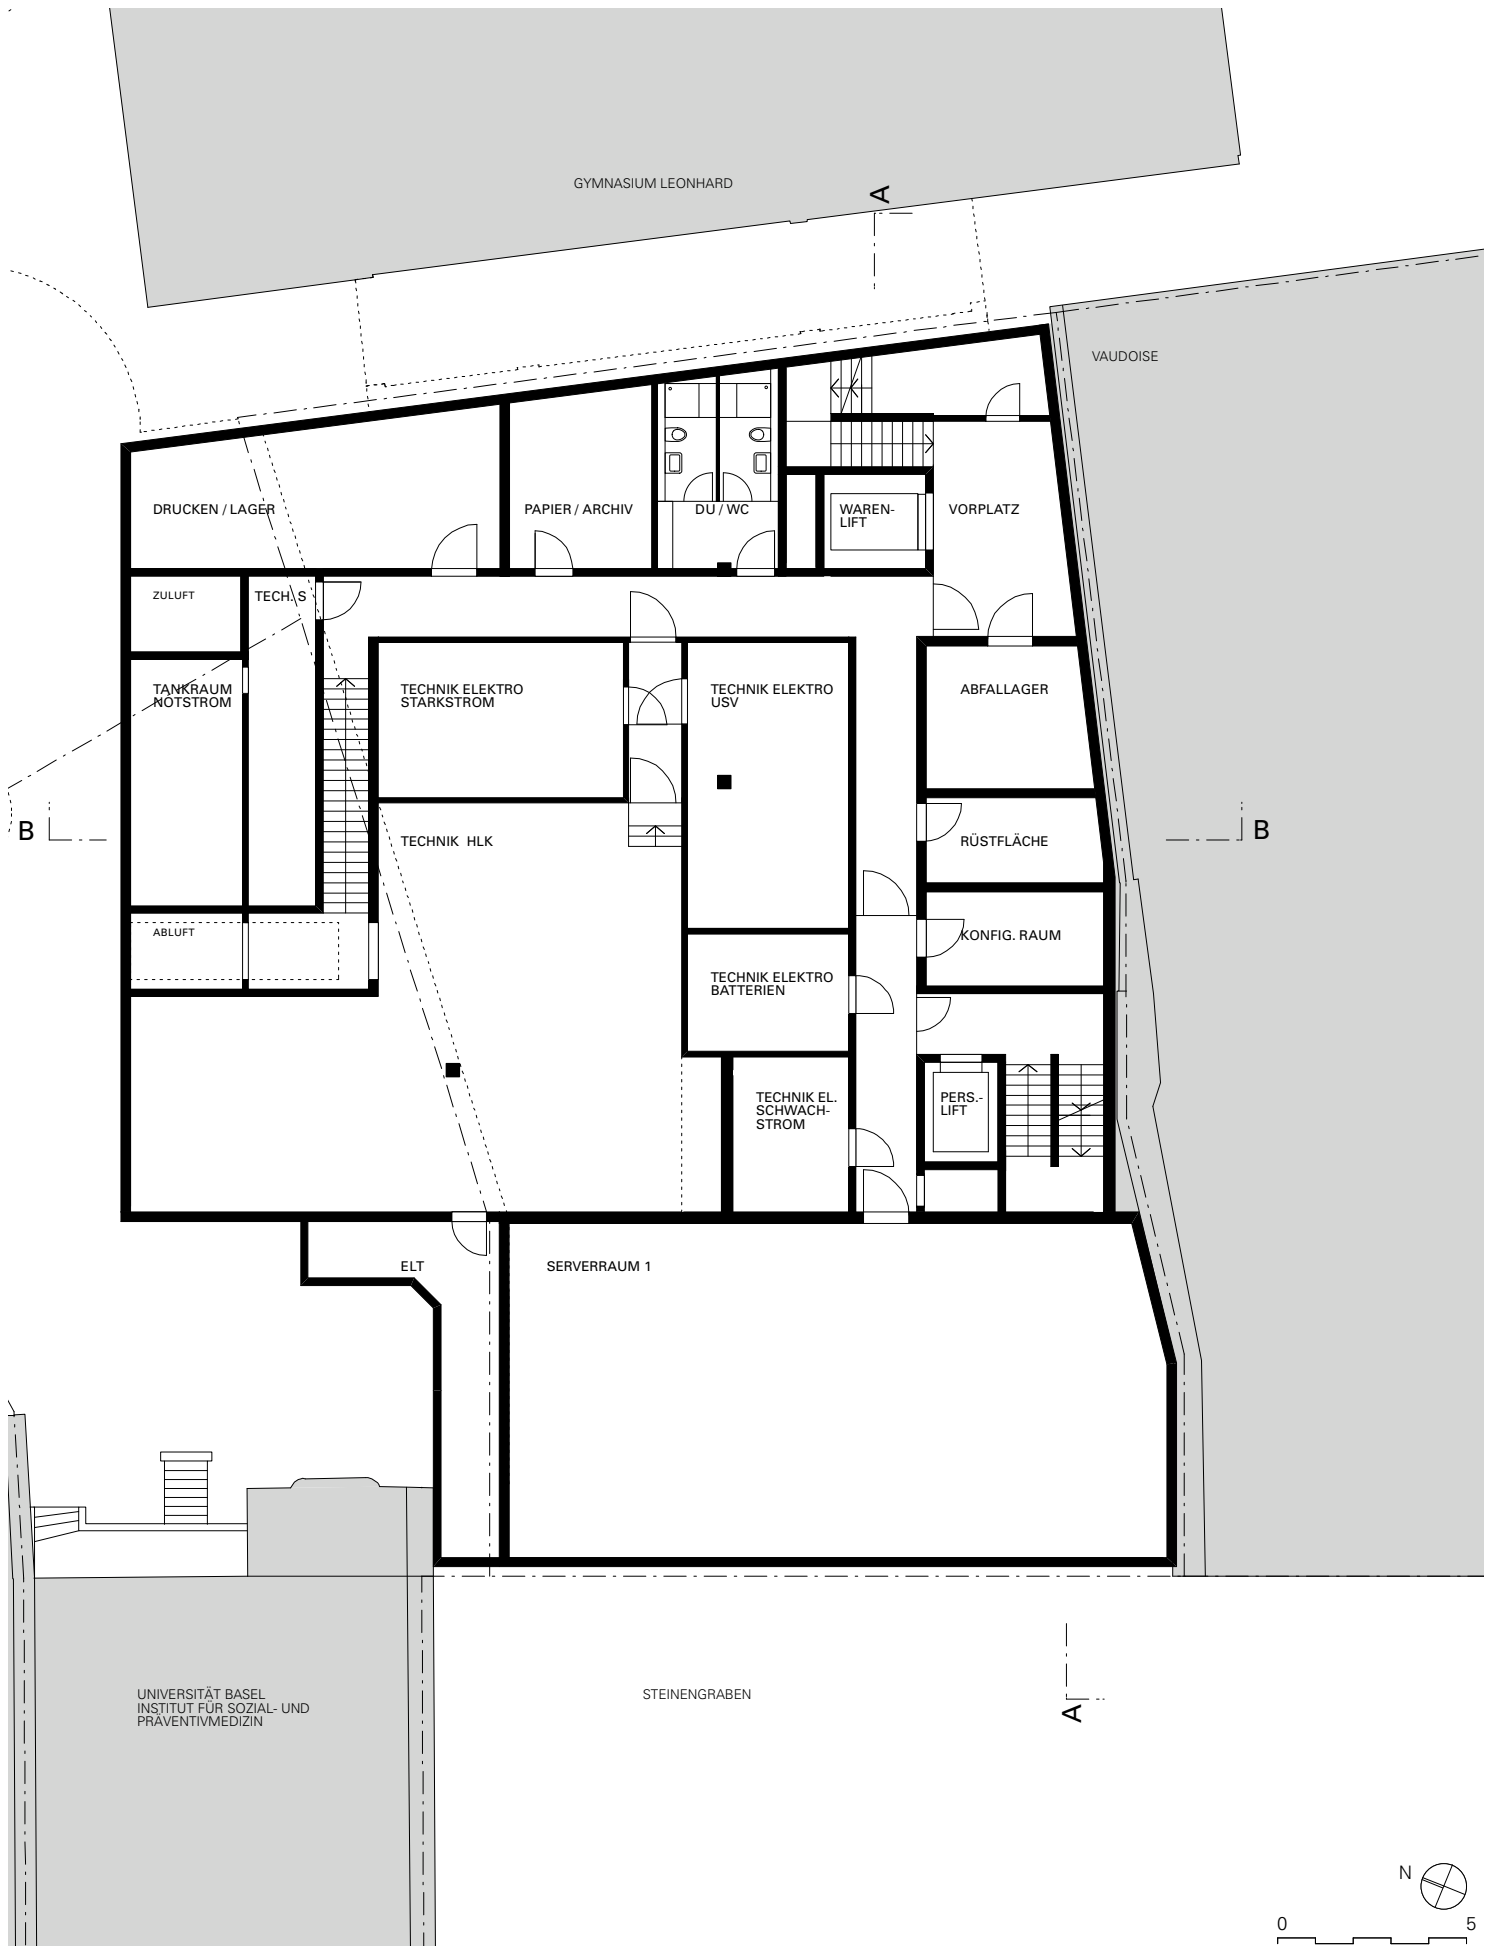 GYMNASIUM LEONHARD
A
VAUDOISE
DRUCKEN / LAGER
PAPIER / ARCHIV
DU / WC
WAREN-
LIFT
VORPLATZ
ZULUFT
TECH. S
TANKRAUM
NOTSTROM
TECHNIK ELEKTRO
STARKSTROM
TECHNIK ELEKTRO
USV
ABFALLAGER
B
TECHNIK HLK
RÜSTFLÄCHE
B
ABLUFT
KONFIG. RAUM
TECHNIK ELEKTRO
BATTERIEN
TECHNIK EL.
SCHWACH-
STROM
PERS.-
LIFT
ELT
SERVERRAUM 1
UNIVERSITÄT BASEL
INSTITUT FÜR SOZIAL- UND
PRÄVENTIVMEDIZIN
STEINENGRABEN
A
N
0 5